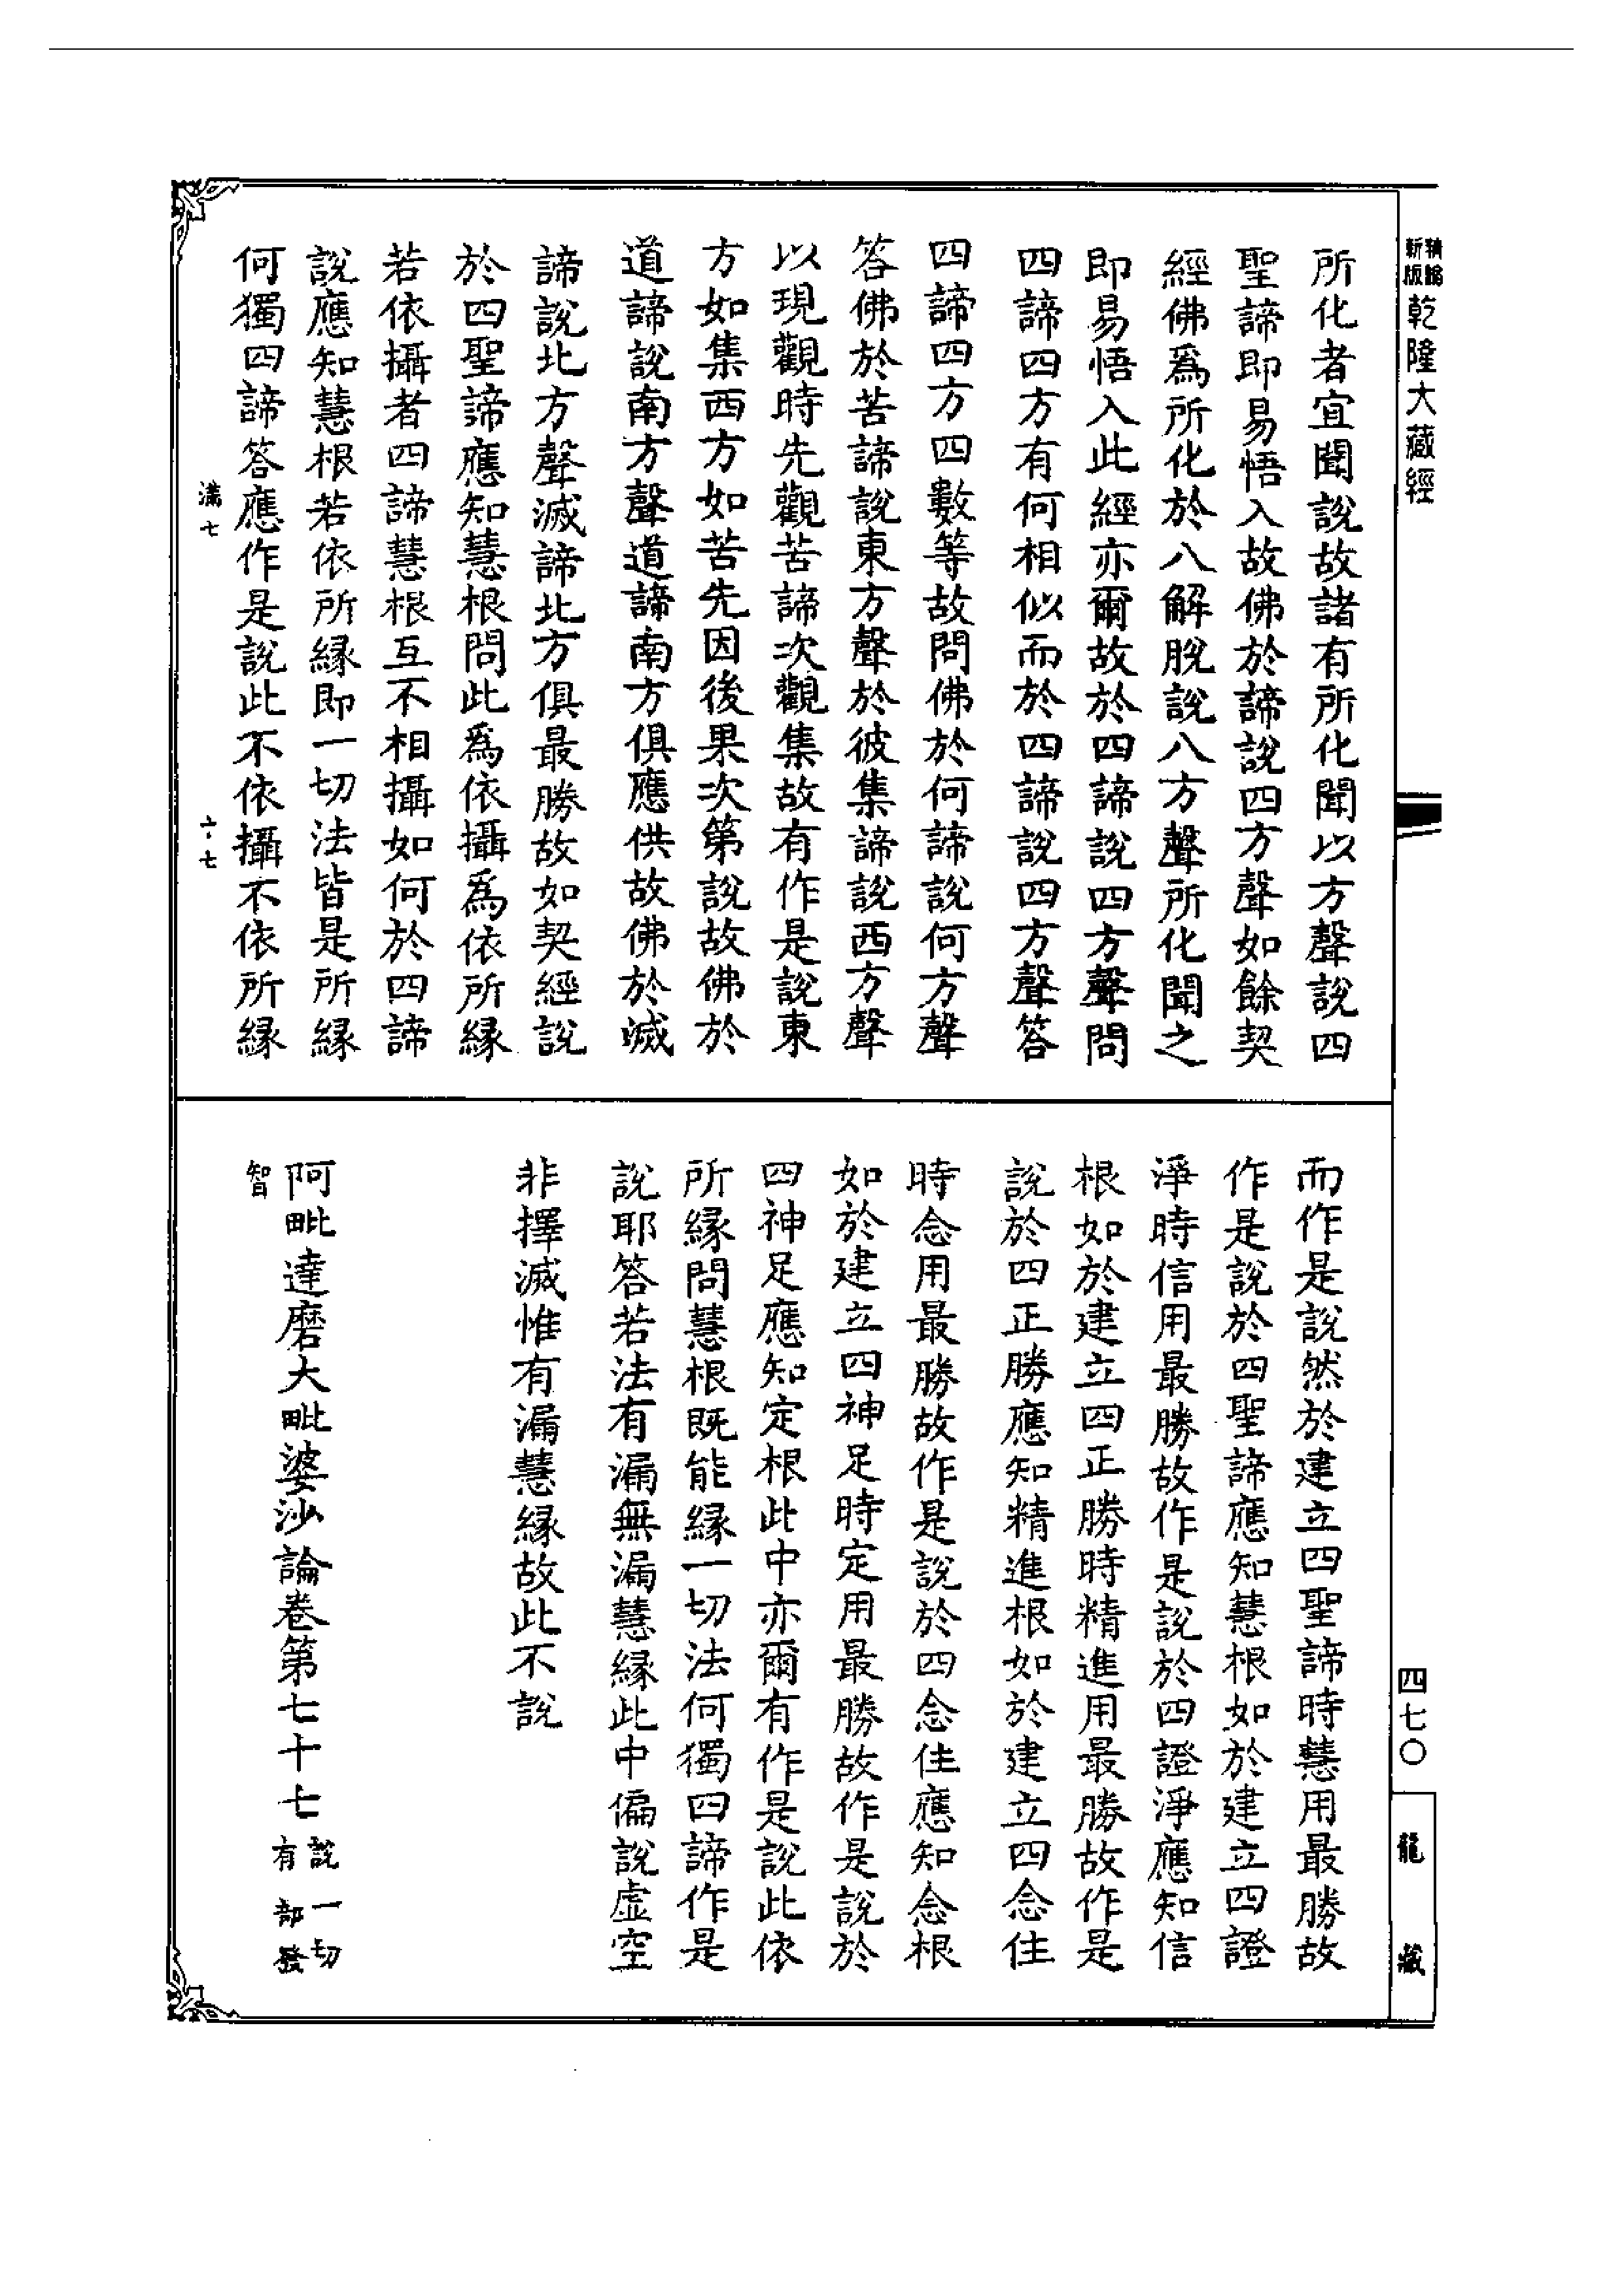 新版精縮乾隆大藏經
所化者宜聞說故諸有所化聞以方聲說四
聖諦即易悟入故佛於諦說四方聲如餘契
經佛爲所化於八解脫說八方聲所化聞之
即易悟入此經亦爾故於四諦說四方聲問
四諦四方有何相似而於四諦說四方聲答
四諦四方四數等故問佛於何諦說何方聲
答佛於苦諦說東方聲於彼集諦說西方聲
以現觀時先觀苦諦次觀集故有作是說東
方如集西方如苦先因後果次第說故佛於
道諦說南方聲道諦南方俱應供故佛於滅
諦說北方聲滅諦北方俱最勝故如契經說
於四聖諦應知慧根問此爲依攝爲依所緣
若依攝者四諦慧根互不相攝如何於四諦
說應知慧根若依所緣即一切法皆是所緣
何獨四諦答應作是說此不依攝不依所緣
滿七
六七
而作是說然於建立四聖諦時慧用最勝故
作是說於四聖諦應知慧根如於建立四證
淨時信用最勝故作是說於四證淨應知信
根如於建立四正勝時精進用最勝故作是
說於四正勝應知精進根如於建立四念住
時念用最勝故作是說於四念住應知念根
如於建立四神足時定用最勝故作是說於
四神足應知定根此中亦爾有作是說此依
所緣問慧根既能緣一切法何獨四諦作是
說耶答若法有漏無漏慧緣此中偏說虛空
非擇滅惟有漏慧緣故此不說
阿毗達磨大毗婆沙論卷第七十七 說一切有部發
智
四七〇
龍藏